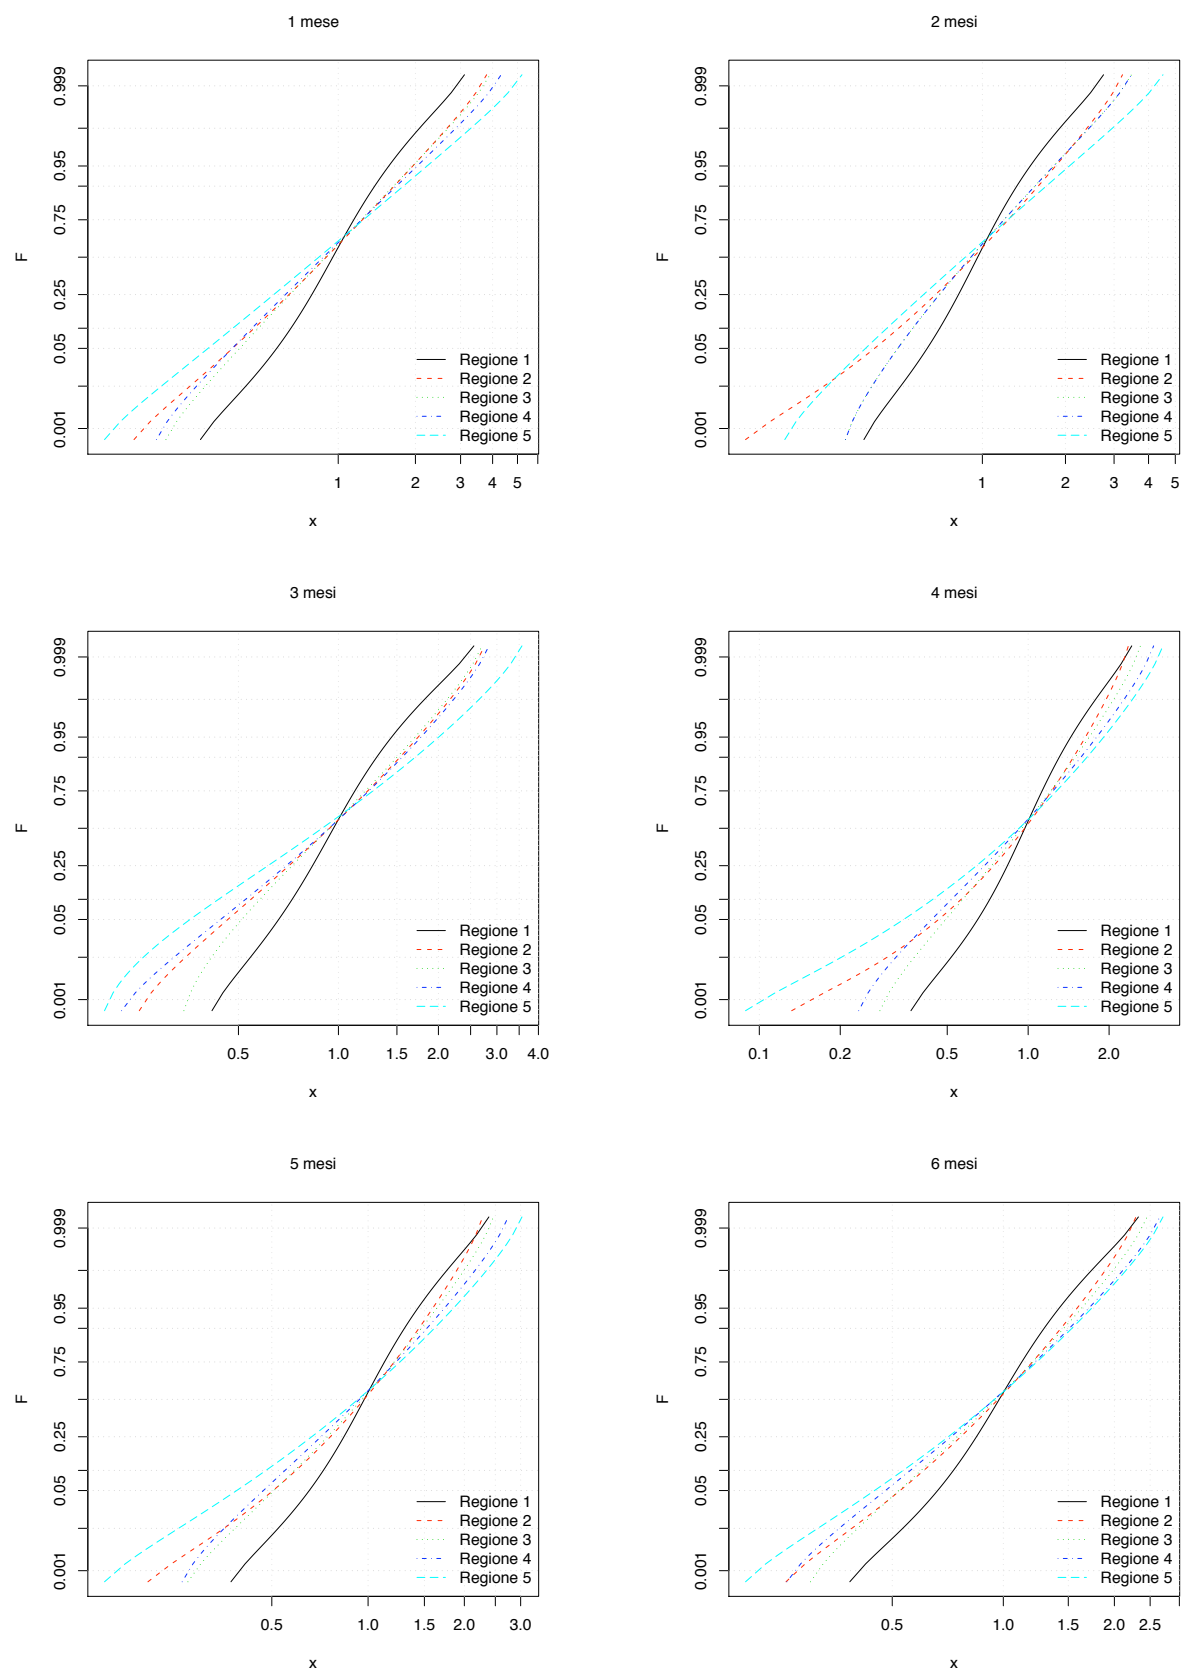 1 mese
F
0.999
0.95
0.75
0.25
0.05
0.001
Regione 1
Regione 2
Regione 3
Regione 4
Regione 5
1 2 3 4 5
x
2 mesi
F
0.999
0.95
0.75
0.25
0.05
0.001
Regione 1
Regione 2
Regione 3
Regione 4
Regione 5
1 2 3 4 5
x
3 mesi
F
0.999
0.95
0.75
0.25
0.05
0.001
Regione 1
Regione 2
Regione 3
Regione 4
Regione 5
0.5 1.0 1.5 2.0 3.0 4.0
x
4 mesi
F
0.999
0.95
0.75
0.25
0.05
0.001
Regione 1
Regione 2
Regione 3
Regione 4
Regione 5
0.1 0.2 0.5 1.0 2.0
x
5 mesi
F
0.999
0.95
0.75
0.25
0.05
0.001
Regione 1
Regione 2
Regione 3
Regione 4
Regione 5
0.5 1.0 1.5 2.0 3.0
x
6 mesi
F
0.999
0.95
0.75
0.25
0.05
0.001
Regione 1
Regione 2
Regione 3
Regione 4
Regione 5
0.5 1.0 1.5 2.0 2.5
x